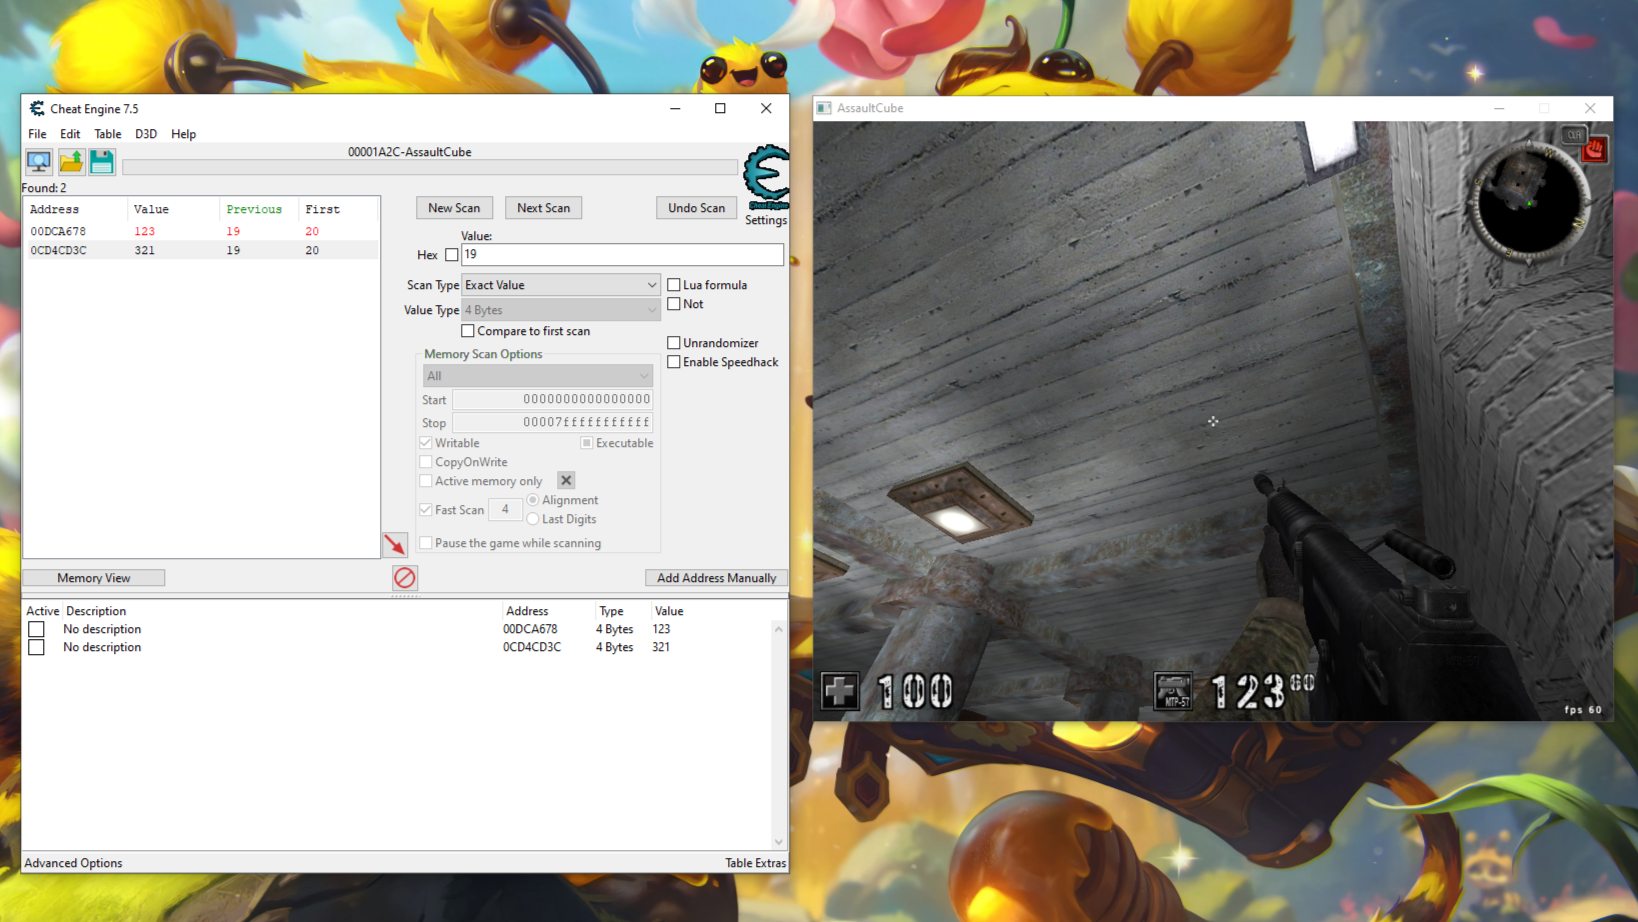 Cheat Engine 7.5
File Edit Table D3D Help
00001A2C-AssaultCube
Found: 2
Address Value Previous First
00DCA678 123 19 20
0CD4CD3C 321 19 20
New Scan Next Scan Undo Scan
Cheat Engine
Settings
Value:
Hex 19
Scan Type Exact Value
Lua formula
Value Type 4 Bytes
Not
Compare to first scan
Unrandomizer
Enable Speedhack
Memory Scan Options
All
Start 0000000000000000
Stop 00007fffffffffff
Writable Executable
CopyOnWrite
Active memory only
Fast Scan 4 Alignment
Last Digits
Pause the game while scanning
Memory View
Add Address Manually
Active Description Address Type Value
No description 00DCA678 4 Bytes 123
No description 0CD4CD3C 4 Bytes 321
Advanced Options Table Extras
AssaultCube
CLA
100
MTP-57
123 60
fps 60